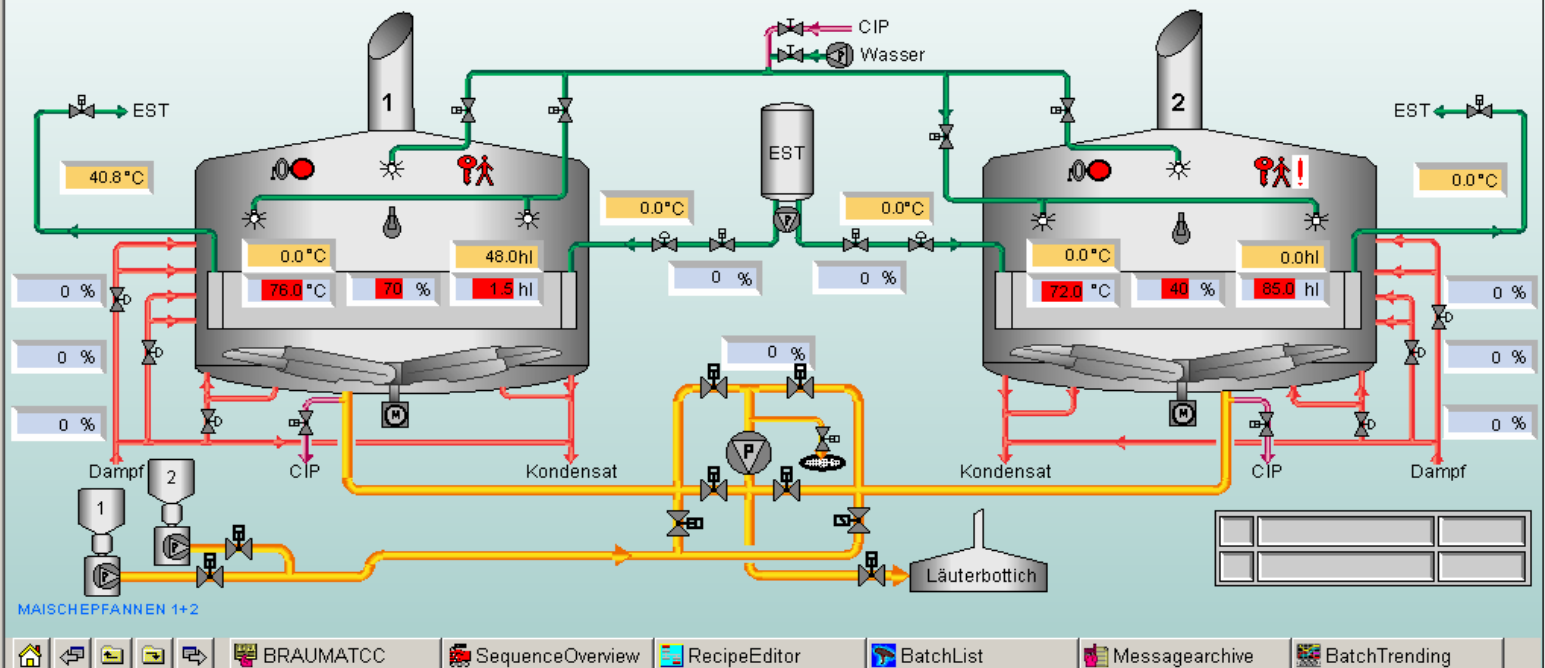 CIP
Wasser
1
2
EST
EST
EST
40.8°C
0.0°C
0.0°C
0.0°C
0.0°C
48.0hl
0.0°C
0.0hl
76.0 °C
70 %
1.5 hl
0 %
0 %
72.0 °C
40 %
85.0 hl
0 %
0 %
0 %
0 %
0 %
0 %
0 %
M
M
P
P
Dampf
CIP
Kondensat
Kondensat
CIP
Dampf
2
1
P
P
P
Läuterbottich
MAISCHEPFANNEN 1+2
BRAUMATCC
SequenceOverview
RecipeEditor
BatchList
Messagearchive
BatchTrending